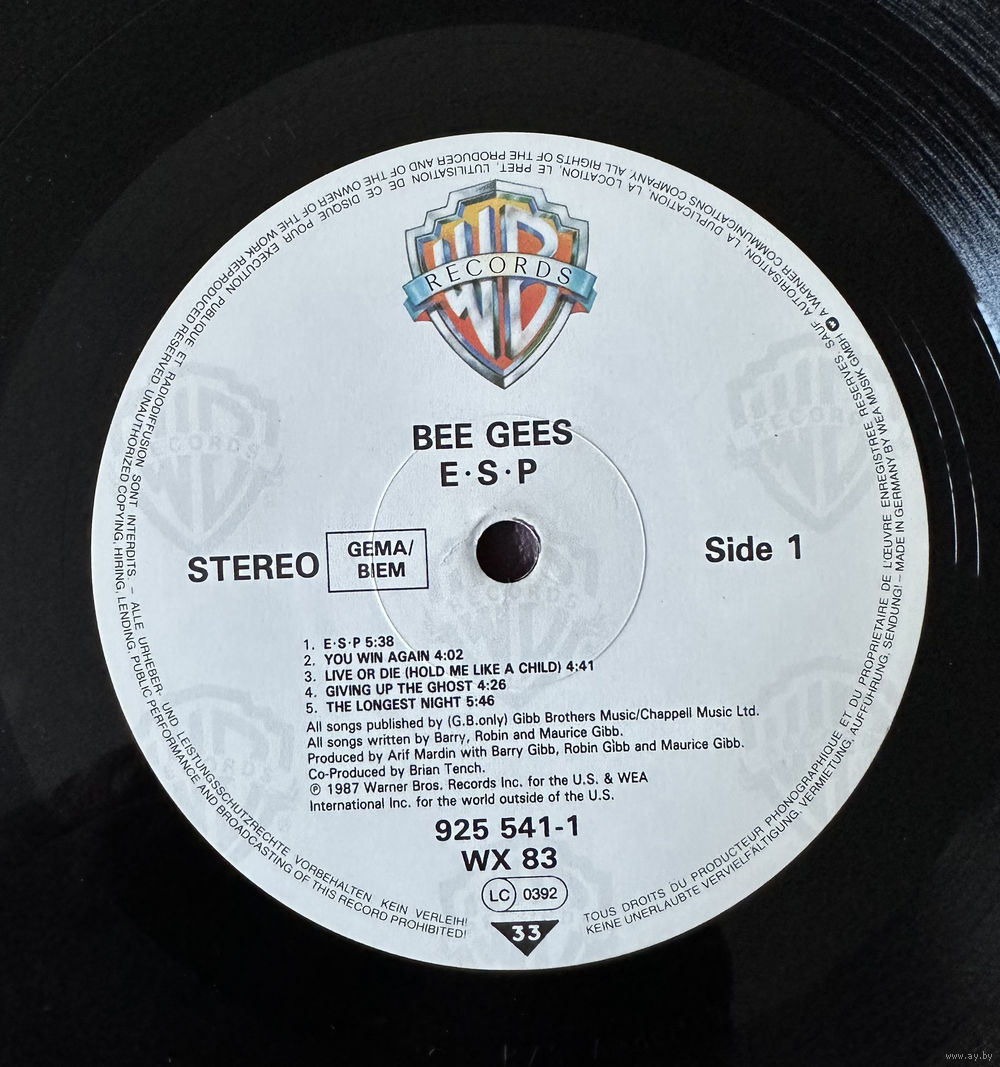 WB
RECORDS
BEE GEES
E·S·P
STEREO
GEMA/
BIEM
Side 1
1. E·S·P 5:38
2. YOU WIN AGAIN 4:02
3. LIVE OR DIE (HOLD ME LIKE A CHILD) 4:41
4. GIVING UP THE GHOST 4:26
5. THE LONGEST NIGHT 5:46
All songs published by (G.B.only) Gibb Brothers Music/Chappell Music Ltd.
All songs written by Barry, Robin and Maurice Gibb.
Produced by Arif Mardin with Barry Gibb, Robin Gibb and Maurice Gibb.
Co-Produced by Brian Tench.
℗ 1987 Warner Bros. Records Inc. for the U.S. & WEA
International Inc. for the world outside of the U.S.
925 541-1
WX 83
LC 0392
33
TOUS DROITS DU PRODUCTEUR PHONOGRAPHIQUE ET DU PROPRIETAIRE DE L'ŒUVRE ENREGISTREE RESERVES. SAUF AUTORISATION, LA DUPLICATION, LA LOCATION, LE PRET, L'UTILISATION DE CE DISQUE POUR EXECUTION PUBLIQUE ET RADIODIFFUSION SONT INTERDITS. – ALLE URHEBER- UND LEISTUNGSSCHUTZRECHTE VORBEHALTEN KEIN VERLEIH!
KEINE UNERLAUBTE VERVIELFÄLTIGUNG, VERMIETUNG, AUFFÜHRUNG, SENDUNG! – MADE IN GERMANY BY WEA MUSIK GMBH A WARNER COMMUNICATIONS COMPANY. ALL RIGHTS OF THE PRODUCER AND OF THE OWNER OF THE WORK REPRODUCED RESERVED UNAUTHORIZED COPYING, HIRING, LENDING, PUBLIC PERFORMANCE AND BROADCASTING OF THIS RECORD PROHIBITED!
www.ay.by